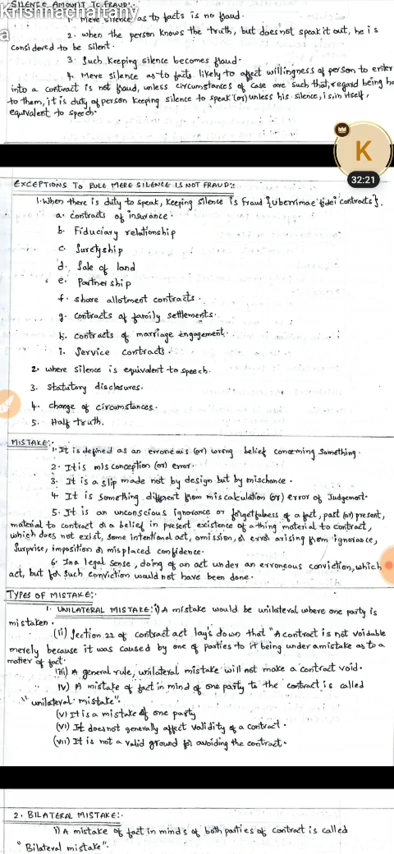 SILENCE AMOUNT TO FRAUD:-
Krishnachaitany
a
1. Mere silence as to facts is no fraud.
2. when the person knows the truth, but does not speak it out, he is
considered to be silent.
3. Such keeping silence becomes fraud.
4. Mere silence as to facts likely to affect willingness of person to enter
into a contract is not fraud, unless circumstances of case are such that, regard being h
to them, it is duty of person keeping silence to speak (or) unless his silence, is, in itself,
equivalent to speech.
K
32:21
EXCEPTIONS TO RULE MERE SILENCE IS NOT FRAUD:-
1. When there is duty to speak, keeping silence is fraud {uberrimae fidei contracts}.
a. contracts of insurance.
b. Fiduciary relationship
c. Suretyship
d. Sale of land
e. Partnership
f. share allotment contracts.
g. contracts of family settlements.
h. contracts of marriage engagement.
i. Service contracts.
2. where silence is equivalent to speech.
3. Statutory disclosures.
4. change of circumstances.
5. Half truth.
MISTAKE:-
1. It is defined as an erroneous (or) wrong belief concerning something.
2. It is mis conception (or) error.
3. It is a slip made not by design but by mischance.
4. It is something different from miscalculation (or) error of Judgement.
5. It is an unconscious ignorance or forgetfulness of a fact, past (or) present,
material to contract or a belief in present existence of a thing material to contract,
which does not exist, some intentional act, omission, or error arising from ignorance,
Surprise, imposition or misplaced confidence.
6. In a legal sense, doing of an act under an erroneous conviction, which
act, but for such conviction would not have been done.
TYPES OF MISTAKE:-
1. UNILATERAL MISTAKE: i) A mistake would be unilateral where one party is
mistaken.
(ii) Section 22 of contract act lay's down that "A contract is not voidable
merely because it was caused by one of parties to it being under a mistake as to a
matter of fact.
iii) A general rule, unilateral mistake will not make a contract void.
iv) A mistake of fact in mind of one party to the contract is called
"unilateral mistake".
(v) It is a mistake of one party
(vi) It does not generally affect validity of a contract.
(vii) It is not a valid ground for avoiding the contract.
2. BILATERAL MISTAKE:-
i) A mistake of fact in minds of both parties of contract is called
"Bilateral mistake".